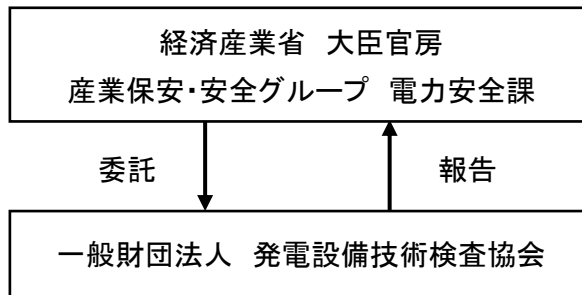 経済産業省　大臣官房
産業保安・安全グループ　電力安全課
委託
報告
一般財団法人　発電設備技術検査協会